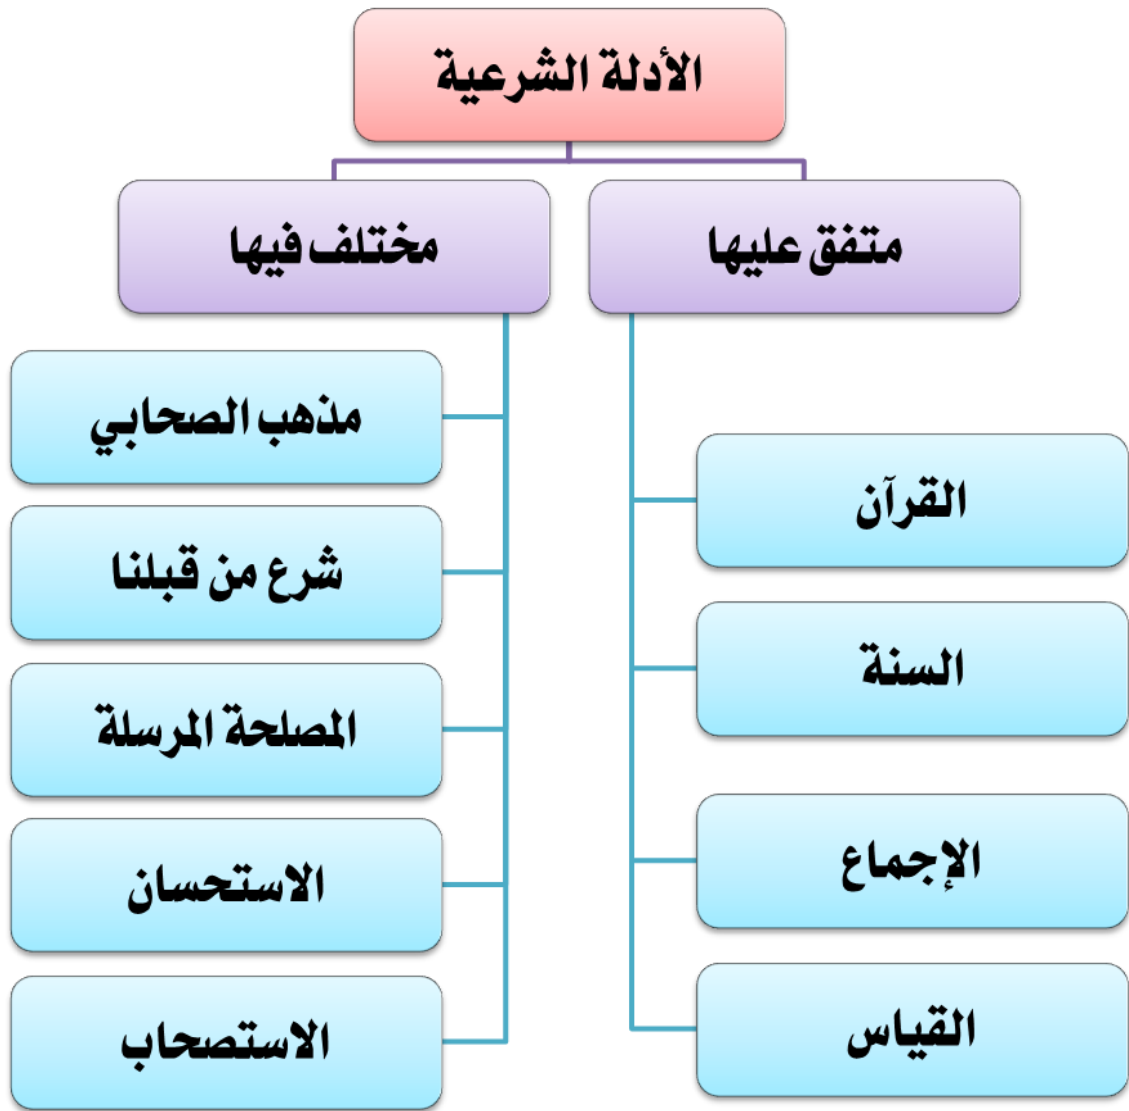 الأدلة الشرعية
متفق عليها
مختلف فيها
القرآن
السنة
الإجماع
القياس
مذهب الصحابي
شرع من قبلنا
المصلحة المرسلة
الاستحسان
الاستصحاب